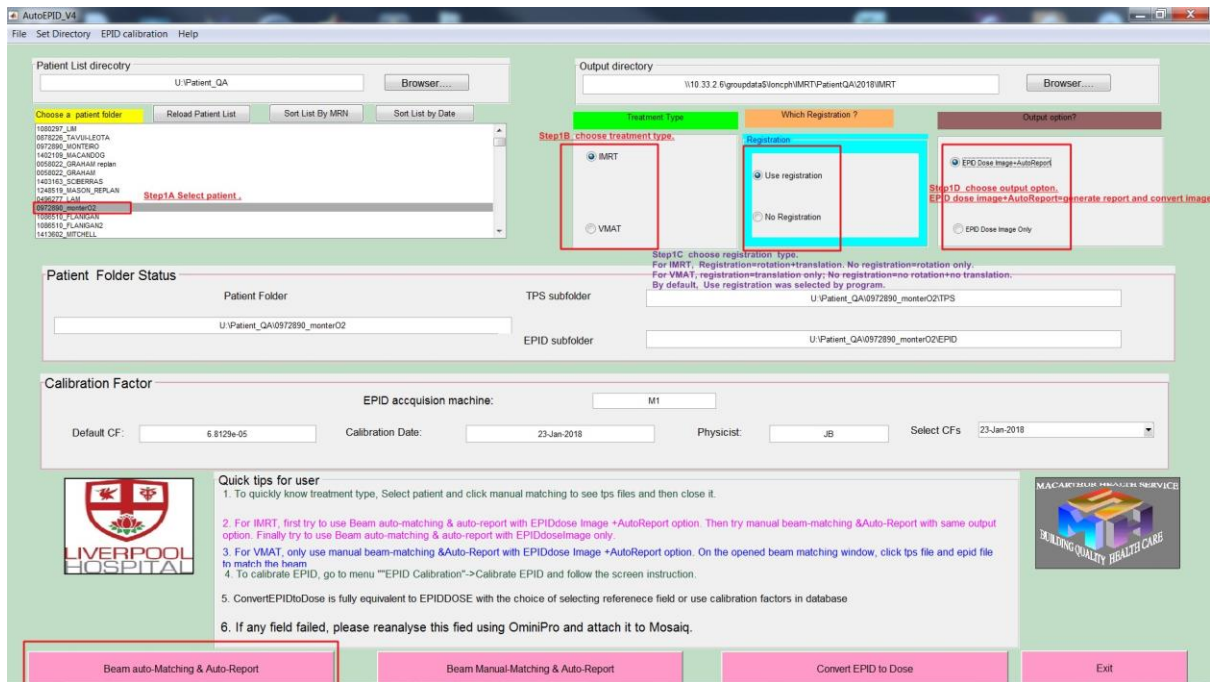 AutoEPID_V4
File Set Directory EPID calibration Help
Patient List direcotry
U:\Patient_QA
Browser....
Output directory
\\10.33.2.6\groupdata$\loncph\IMRT\PatientQA\2018\IMRT
Browser....
Choose a patient folder
Reload Patient List
Sort List By MRN
Sort List by Date
Treatment Type
Which Registration ?
Output option?
1080297_LIM
0878226_TAVUI-LEOTA
0972890_MONTEIRO
1402109_MACANDOG
0058022_GRAHAM replan
0058022_GRAHAM
1403163_SCIBERRAS
1248519_MASON_REPLAN
0496277_LAM
0972890_monterO2
1086510_FLANIGAN
1086510_FLANIGAN2
1413602_MITCHELL
Step1A Select patient .
Step1B choose treatment type.
IMRT
VMAT
Registration
Use registration
No Registration
EPID Dose Image+AutoReport
Step1D choose output opton.
EPID dose image+AutoReport=generate report and convert image
EPID Dose Image Only
Step1C choose registration type.
For IMRT, Registration=rotation+translation. No registration=rotation only.
For VMAT, registration=translation only; No registration=no rotation+no translation.
By default, Use registration was selected by program.
Patient Folder Status
Patient Folder
U:\Patient_QA\0972890_monterO2
TPS subfolder
U:\Patient_QA\0972890_monterO2\TPS
EPID subfolder
U:\Patient_QA\0972890_monterO2\EPID
Calibration Factor
EPID accquision machine:
M1
Default CF:
6.8129e-05
Calibration Date:
23-Jan-2018
Physicist:
JB
Select CFs
23-Jan-2018
LIVERPOOL
HOSPITAL
Quick tips for user
1. To quickly know treatment type, Select patient and click manual matching to see tps files and then close it.
2. For IMRT, first try to use Beam auto-matching & auto-report with EPIDdose Image +AutoReport option. Then try manual beam-matching &Auto-Report with same output
option. Finally try to use Beam auto-matching & auto-report with EPIDdoseImage only.
3. For VMAT, only use manual beam-matching &Auto-Report with EPIDdose Image +AutoReport option. On the opened beam matching window, click tps file and epid file
to match the beam
4. To calibrate EPID, go to menu ""EPID Calibration"->Calibrate EPID and follow the screen instruction.
5. ConvertEPIDtoDose is fully equivalent to EPIDDOSE with the choice of selecting referenece field or use calibration factors in database
6. If any field failed, please reanalyse this fied using OminiPro and attach it to Mosaiq.
MACARTHUR HEALTH SERVICE
BUILDING QUALITY HEALTH CARE
Beam auto-Matching & Auto-Report
Beam Manual-Matching & Auto-Report
Convert EPID to Dose
Exit